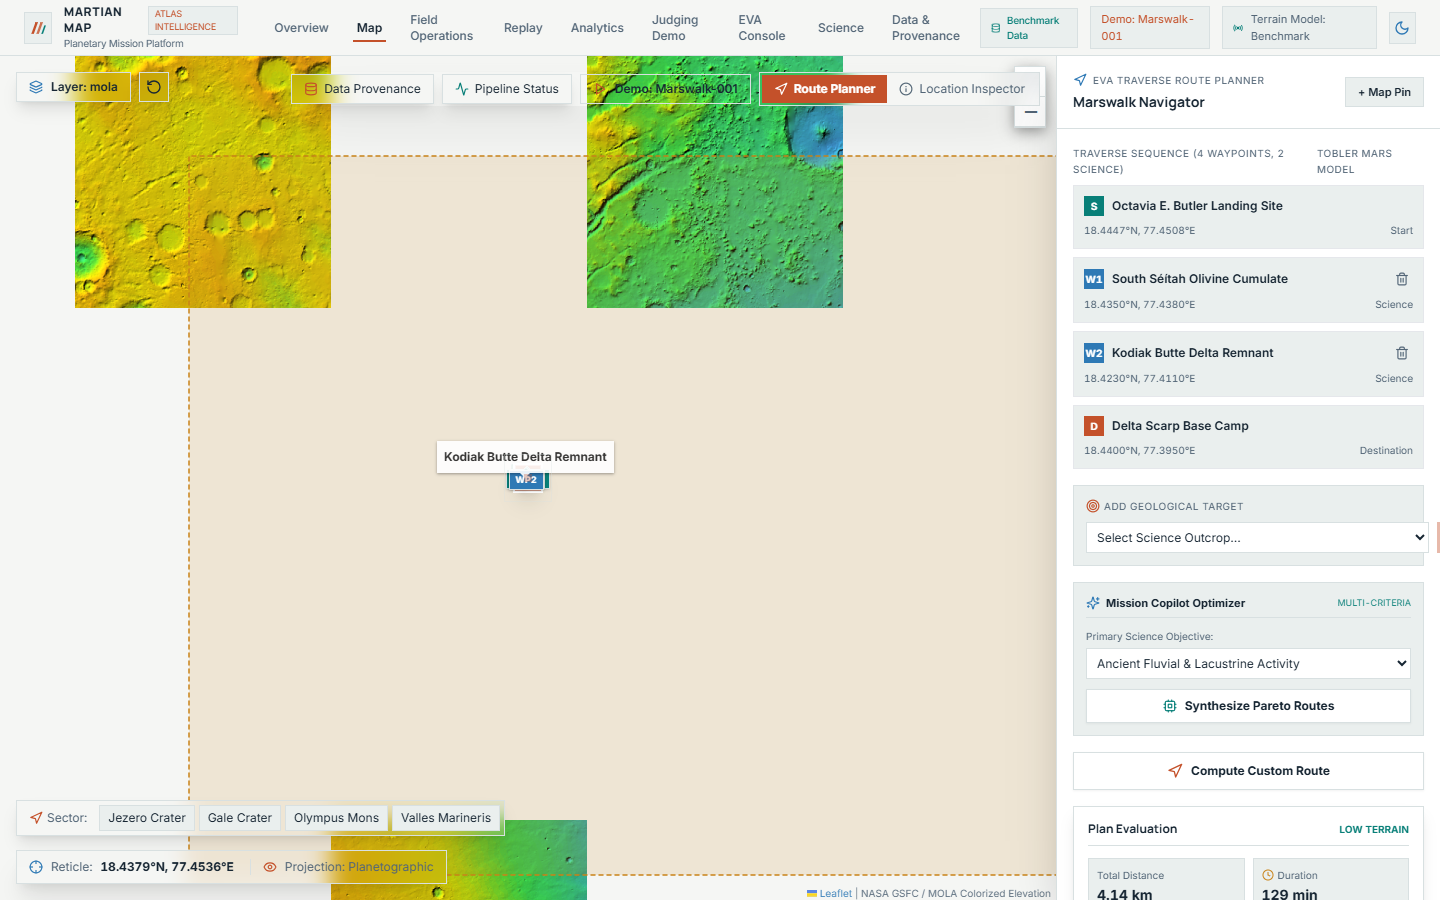 MARTIAN MAP
ATLAS INTELLIGENCE
Planetary Mission Platform
Overview
Map
Field Operations
Replay
Analytics
Judging Demo
EVA Console
Science
Data & Provenance
Benchmark Data
Demo: Marswalk-001
Terrain Model: Benchmark
Layer: mola
Data Provenance
Pipeline Status
Demo: Marswalk-001
Route Planner
Location Inspector
EVA TRAVERSE ROUTE PLANNER
Marswalk Navigator
+ Map Pin
TRAVERSE SEQUENCE (4 WAYPOINTS, 2 SCIENCE)
TOBLER MARS MODEL
S Octavia E. Butler Landing Site
18.4447°N, 77.4508°E Start
W1 South Séítah Olivine Cumulate
18.4350°N, 77.4380°E Science
W2 Kodiak Butte Delta Remnant
18.4230°N, 77.4110°E Science
D Delta Scarp Base Camp
18.4400°N, 77.3950°E Destination
Kodiak Butte Delta Remnant
ADD GEOLOGICAL TARGET
Select Science Outcrop...
Mission Copilot Optimizer MULTI-CRITERIA
Primary Science Objective:
Ancient Fluvial & Lacustrine Activity
Synthesize Pareto Routes
Compute Custom Route
Plan Evaluation LOW TERRAIN
Total Distance
4.14 km
Duration
129 min
Sector: Jezero Crater Gale Crater Olympus Mons Valles Marineris
Reticle: 18.4379°N, 77.4536°E Projection: Planetographic
Leaflet | NASA GSFC / MOLA Colorized Elevation